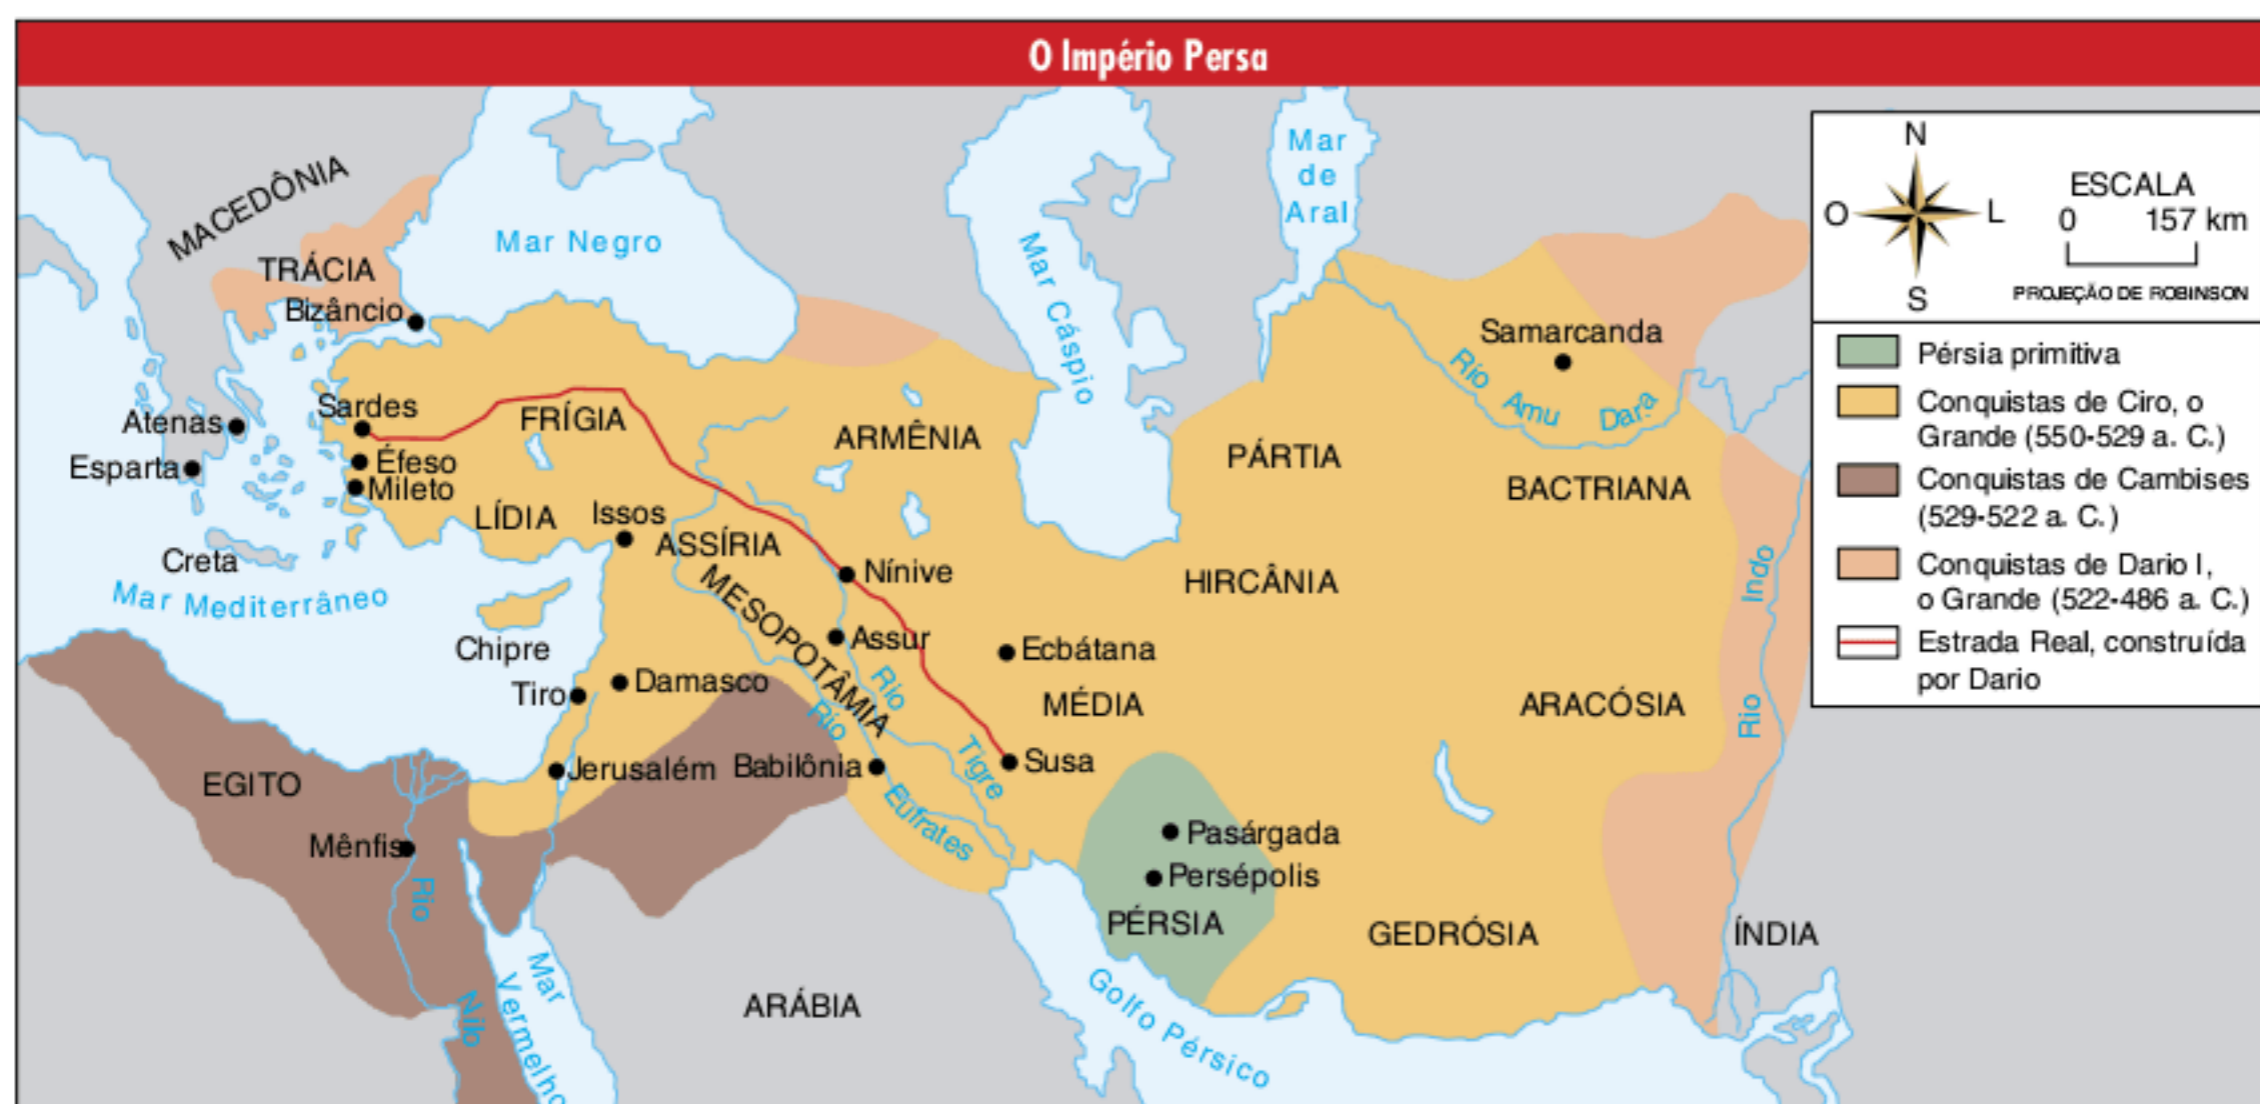 O Império Persa
MACEDÔNIA
TRÁCIA
Bizâncio
Mar Negro
Mar Cáspio
Mar
de
Aral
Samarcanda
Rio Amu Dara
Sardes
FRÍGIA
ARMÊNIA
PÁRTIA
BACTRIANA
Atenas
Esparta
Éfeso
Mileto
LÍDIA
Issos
ASSÍRIA
Creta
Mar Mediterrâneo
MESOPOTÂMIA
Nínive
HIRCÂNIA
Rio Indo
Chipre
Assur
Ecbátana
Tiro
Damasco
MÉDIA
ARACÓSIA
Rio Tigre
Rio Eufrates
Jerusalém
Babilônia
Susa
EGITO
Mênfis
Rio Nilo
Pasárgada
Persépolis
PÉRSIA
GEDRÓSIA
ÍNDIA
Mar
Vermelho
ARÁBIA
Golfo Pérsico
N
O
L
S
ESCALA
0 157 km
PROJEÇÃO DE ROBINSON
Pérsia primitiva
Conquistas de Ciro, o
Grande (550-529 a. C.)
Conquistas de Cambises
(529-522 a. C.)
Conquistas de Dario I,
o Grande (522-486 a. C.)
Estrada Real, construída
por Dario